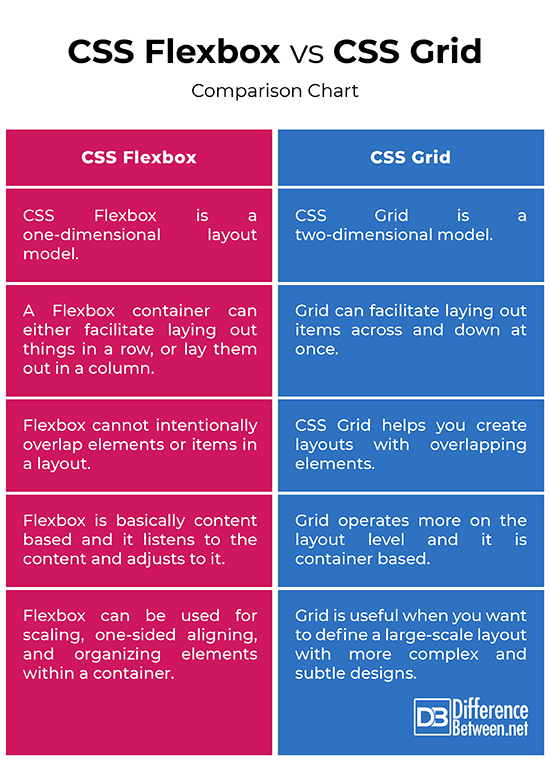 CSS Flexbox vs CSS Grid
Comparison Chart
CSS Flexbox
CSS Grid
CSS Flexbox is a
one-dimensional layout
model.
CSS Grid is a
two-dimensional model.
A Flexbox container can
either facilitate laying out
things in a row, or lay them
out in a column.
Grid can facilitate laying out
items across and down at
once.
Flexbox cannot intentionally
overlap elements or items in
a layout.
CSS Grid helps you create
layouts with overlapping
elements.
Flexbox is basically content
based and it listens to the
content and adjusts to it.
Grid operates more on the
layout level and it is
container based.
Flexbox can be used for
scaling, one-sided aligning,
and organizing elements
within a container.
Grid is useful when you want
to define a large-scale layout
with more complex and
subtle designs.
DB Difference
Between.net